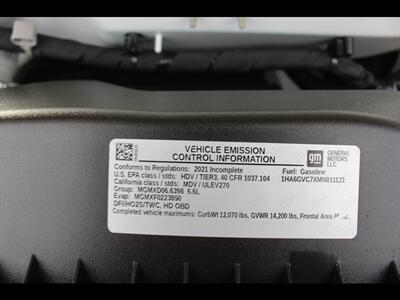 VEHICLE EMISSION
CONTROL INFORMATION
gm GENERAL
MOTORS
LLC
Conforms to Regulations: 2021 Incomplete Fuel: Gasoline
U.S. EPA class / stds: HDV / TIER3, 40 CFR 1037.104 1HA6GVC7XMN011121
California class / stds: MDV / ULEV270
Group: MGMXD06.6398 6.6L
Evap: MGMXF0223850
DFI/HO2S/TWC, HD OBD
Completed vehicle maximums: CurbWt 12,070 lbs, GVWR 14,200 lbs, Frontal Area